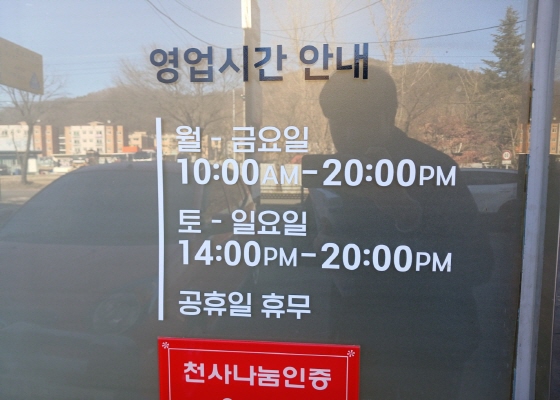 영업시간 안내
월 - 금요일
10:00AM-20:00PM
토 - 일요일
14:00PM-20:00PM
공휴일 휴무
천사나눔인증